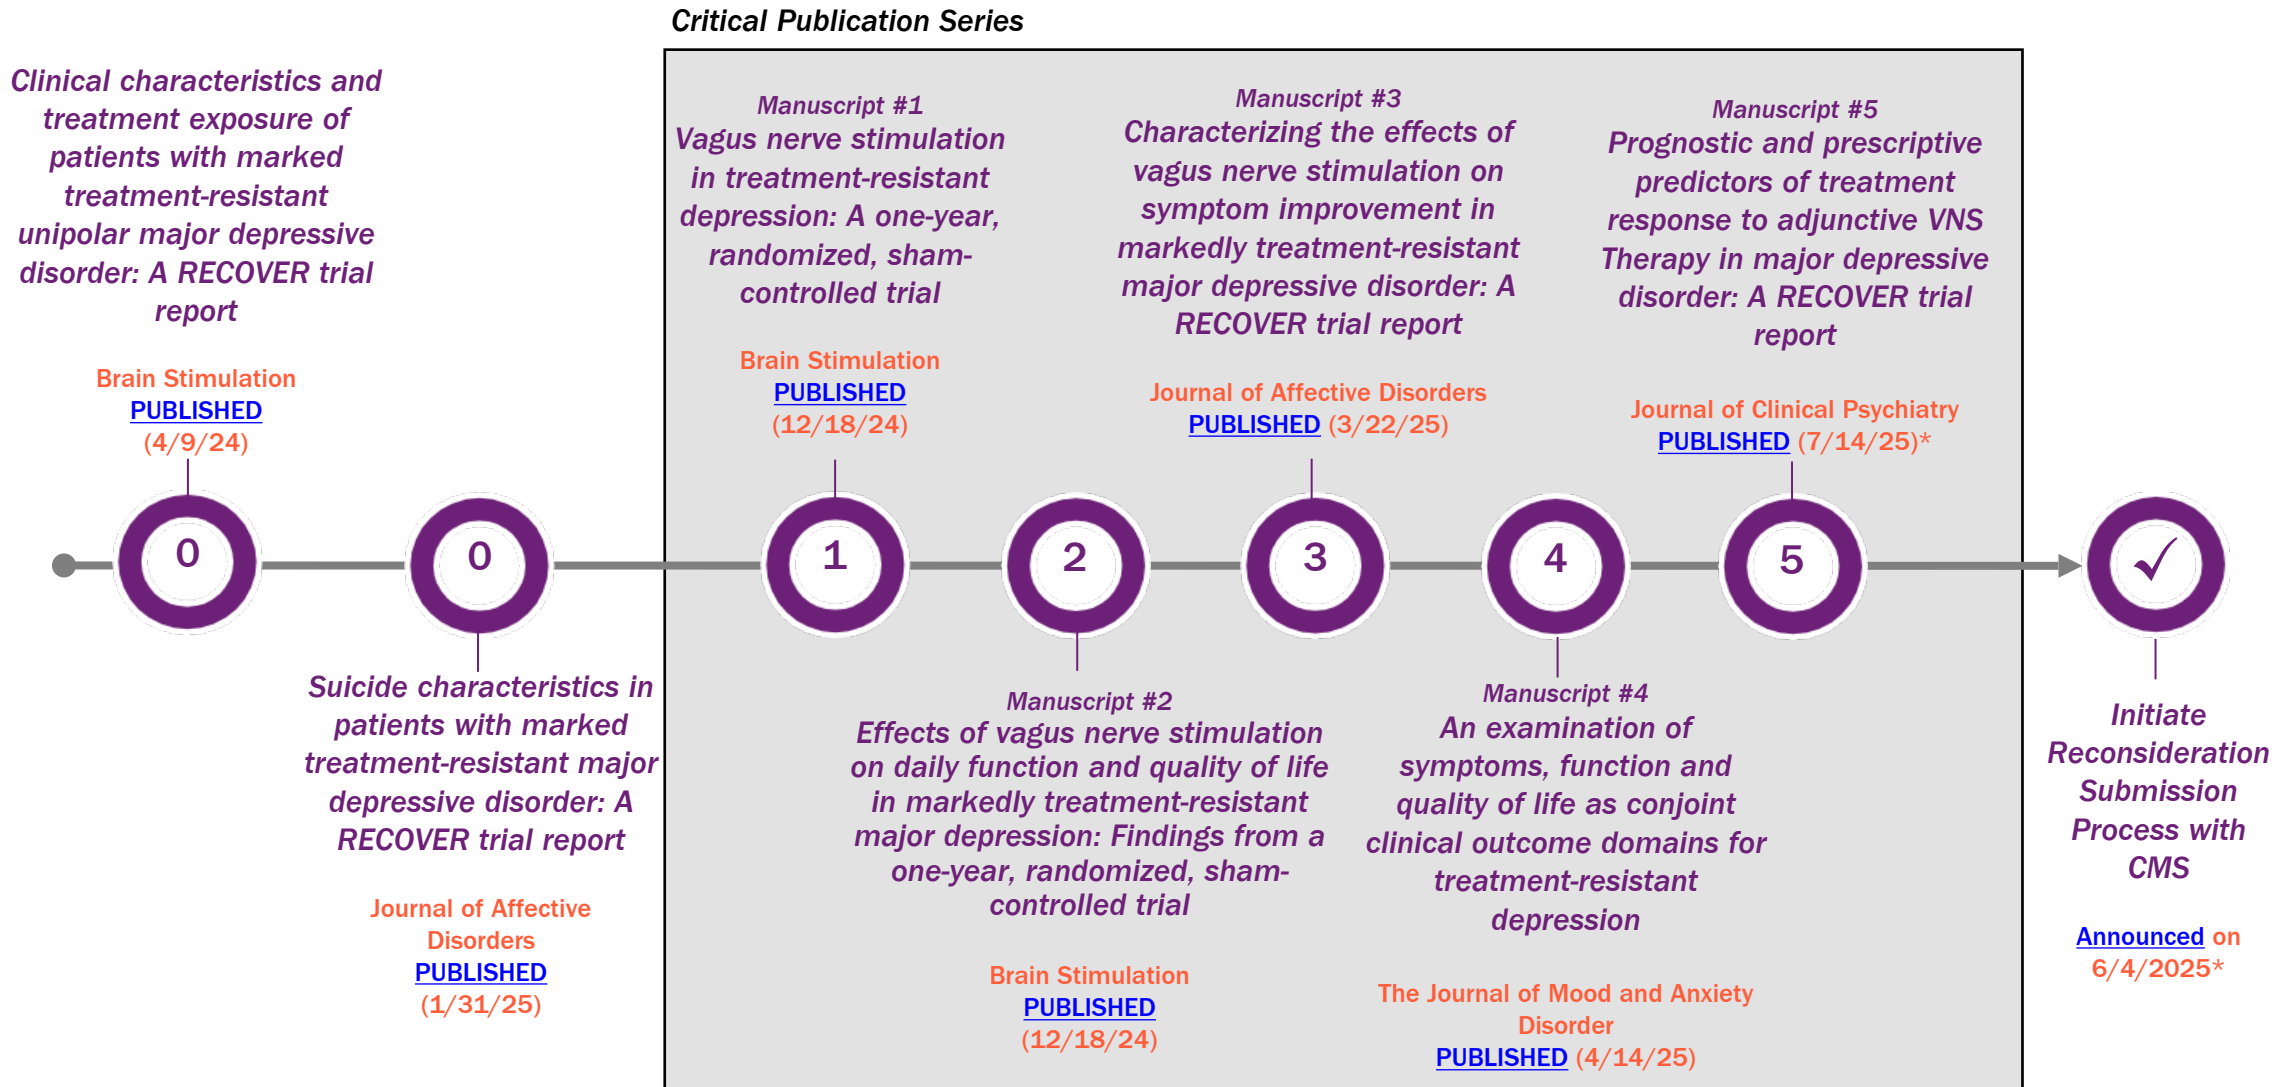 Critical Publication Series
Clinical characteristics and
treatment exposure of
patients with marked
treatment-resistant
unipolar major depressive
disorder: A RECOVER trial
report
Brain Stimulation
PUBLISHED
(4/9/24)
0
0
Suicide characteristics in
patients with marked
treatment-resistant major
depressive disorder: A
RECOVER trial report
Journal of Affective
Disorders
PUBLISHED
(1/31/25)
Manuscript #1
Vagus nerve stimulation
in treatment-resistant
depression: A one-year,
randomized, sham-
controlled trial
Brain Stimulation
PUBLISHED
(12/18/24)
1
2
Manuscript #2
Effects of vagus nerve stimulation
on daily function and quality of life
in markedly treatment-resistant
major depression: Findings from a
one-year, randomized, sham-
controlled trial
Brain Stimulation
PUBLISHED
(12/18/24)
Manuscript #3
Characterizing the effects of
vagus nerve stimulation on
symptom improvement in
markedly treatment-resistant
major depressive disorder: A
RECOVER trial report
Journal of Affective Disorders
PUBLISHED (3/22/25)
3
4
Manuscript #4
An examination of
symptoms, function and
quality of life as conjoint
clinical outcome domains for
treatment-resistant
depression
The Journal of Mood and Anxiety
Disorder
PUBLISHED (4/14/25)
Manuscript #5
Prognostic and prescriptive
predictors of treatment
response to adjunctive VNS
Therapy in major depressive
disorder: A RECOVER trial
report
Journal of Clinical Psychiatry
PUBLISHED (7/14/25)*
5
✓
Initiate
Reconsideration
Submission
Process with
CMS
Announced on
6/4/2025*